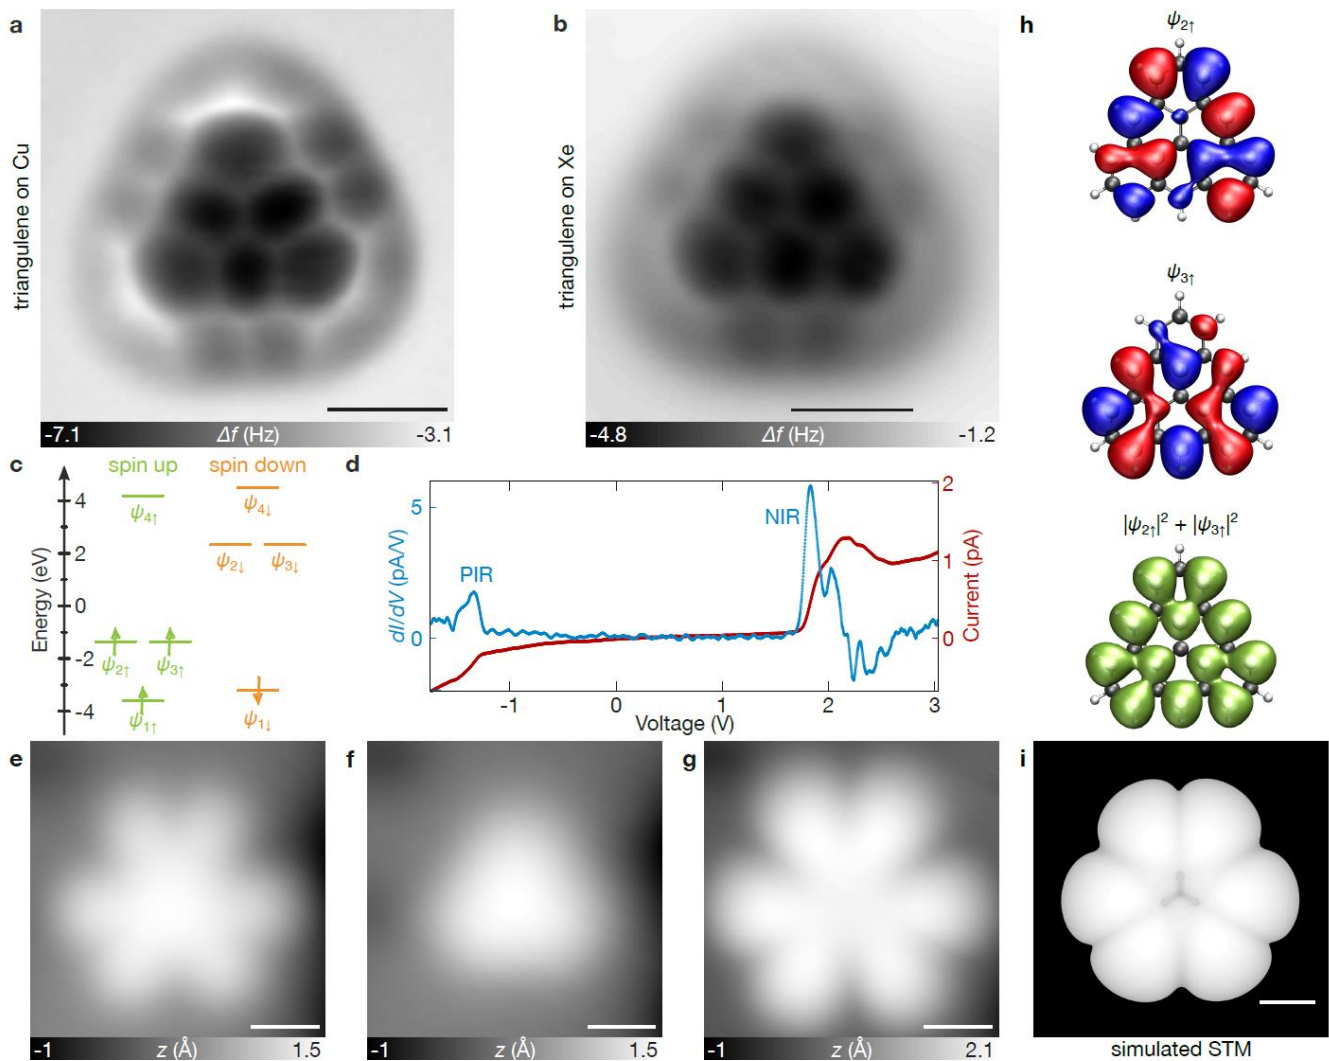 a
triangulene on Cu
-7.1 Δf (Hz) -3.1
b
triangulene on Xe
-4.8 Δf (Hz) -1.2
c
spin up spin down
Energy (eV)
4
2
0
-2
-4
ψ4↑ ψ4↓
ψ2↓ ψ3↓
ψ2↑ ψ3↑
ψ1↑ ψ1↓
d
dI/dV (pA/V)
5
0
PIR
NIR
2
1
0
Current (pA)
-1 0 1 2 3
Voltage (V)
e
-1 z (Å) 1.5
f
-1 z (Å) 1.5
g
-1 z (Å) 2.1
h
ψ2↑
ψ3↑
|ψ2↑|² + |ψ3↑|²
i
simulated STM